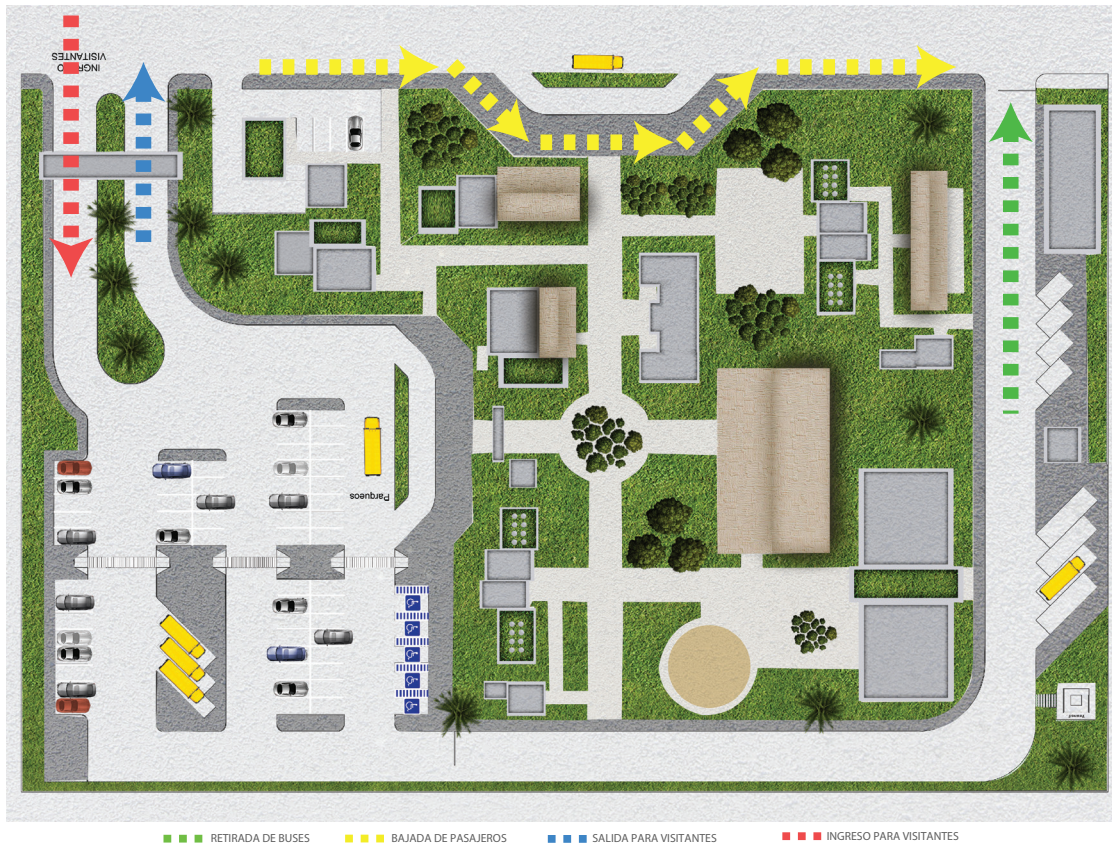 INGRESO
VISITANTES
Parqueos
RETIRADA DE BUSES
BAJADA DE PASAJEROS
SALIDA PARA VISITANTES
INGRESO PARA VISITANTES